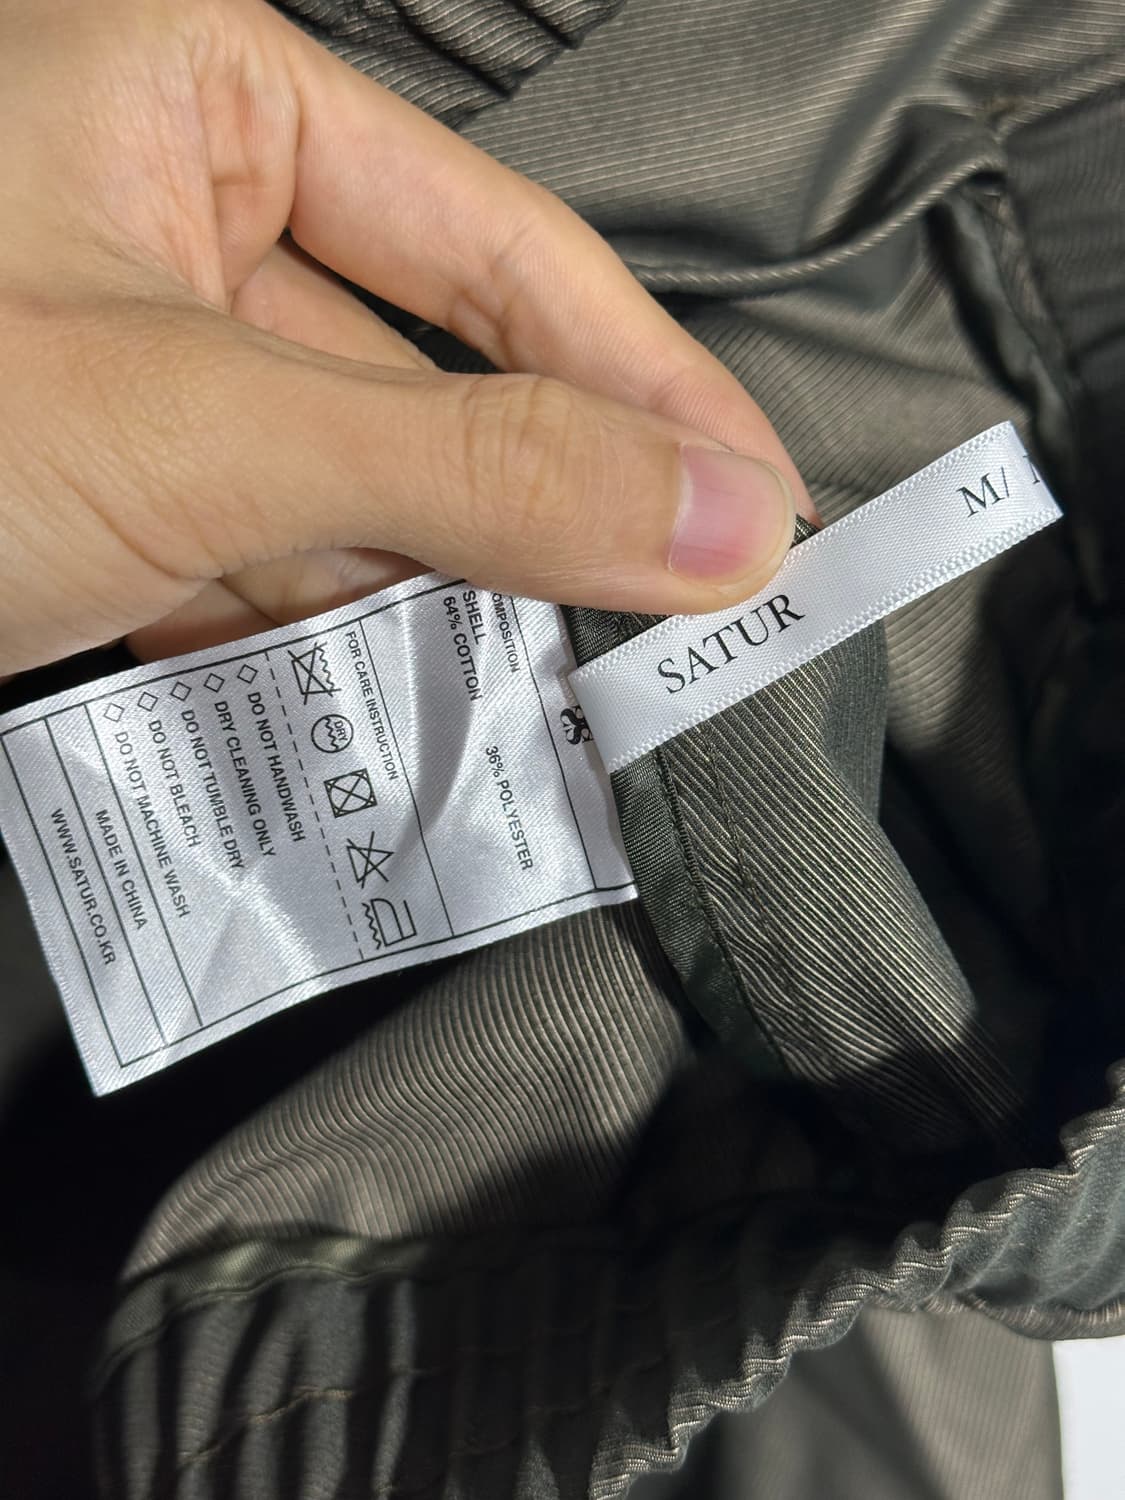 SATUR
M/
OMPOSITION
SHELL
64% COTTON
36% POLYESTER
FOR CARE INSTRUCTION
DRY
◇ DO NOT HANDWASH
◇ DRY CLEANING ONLY
◇ DO NOT TUMBLE DRY
◇ DO NOT BLEACH
◇ DO NOT MACHINE WASH
MADE IN CHINA
WWW.SATUR.CO.KR